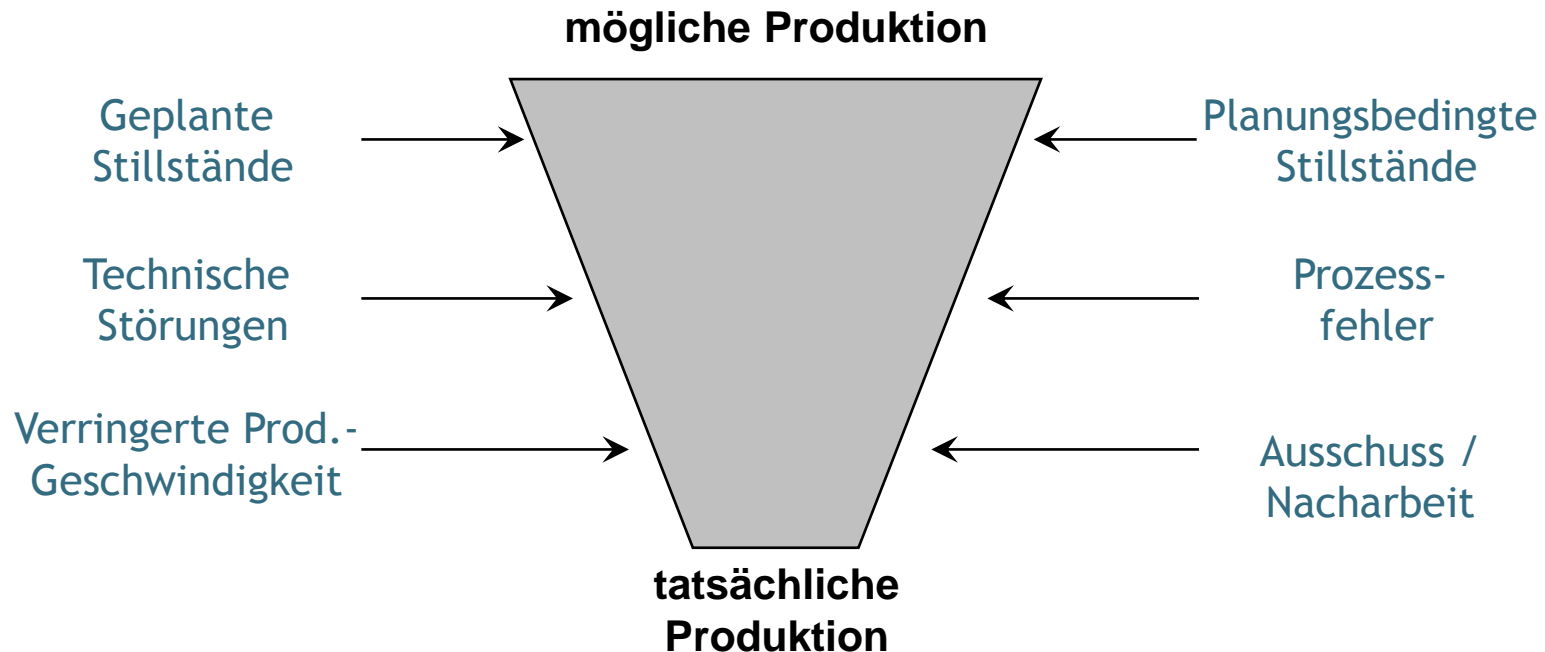 mögliche Produktion
Geplante
Stillstände
Planungsbedingte
Stillstände
Technische
Störungen
Prozess-
fehler
Verringerte Prod.-
Geschwindigkeit
Ausschuss /
Nacharbeit
tatsächliche
Produktion